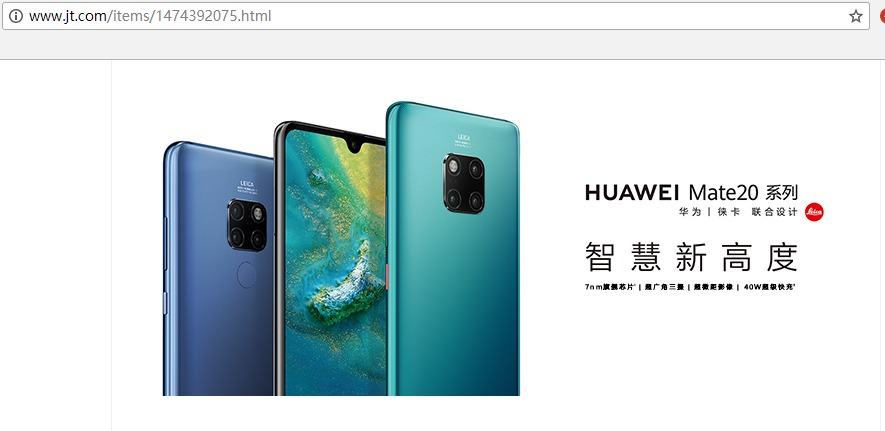 www.jt.com/items/1474392075.html
LEICA
LEICA
HUAWEI Mate20 系列
华为 | 徕卡 联合设计
Leica
智慧新高度
7nm旗舰芯片¹ | 超广角三摄 | 超微距影像 | 40W超级快充²